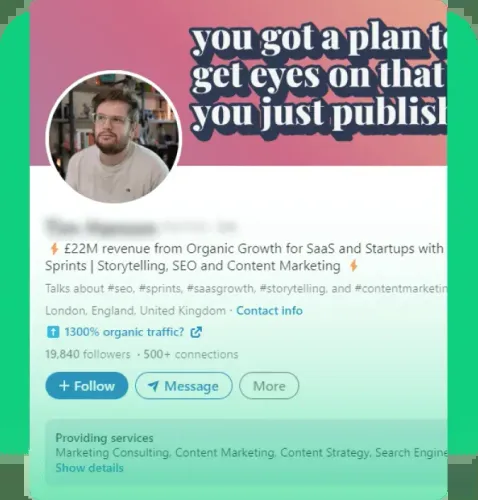 you got a plan to
get eyes on that
you just publish
⚡ £22M revenue from Organic Growth for SaaS and Startups with
Sprints | Storytelling, SEO and Content Marketing ⚡
Talks about #seo, #sprints, #saasgrowth, #storytelling, and #contentmarketin
London, England, United Kingdom · Contact info
⬆ 1300% organic traffic?
19,840 followers · 500+ connections
+ Follow
Message
More
Providing services
Marketing Consulting, Content Marketing, Content Strategy, Search Engine
Show details